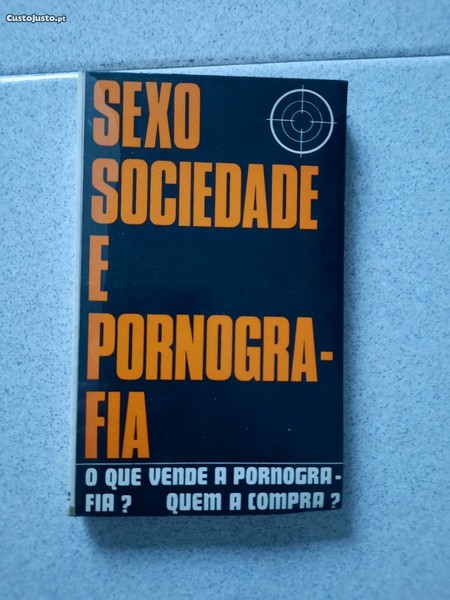 CustoJusto.pt
SEXO
SOCIEDADE
E
PORNOGRA-
FIA
O QUE VENDE A PORNOGRA-
FIA? QUEM A COMPRA?